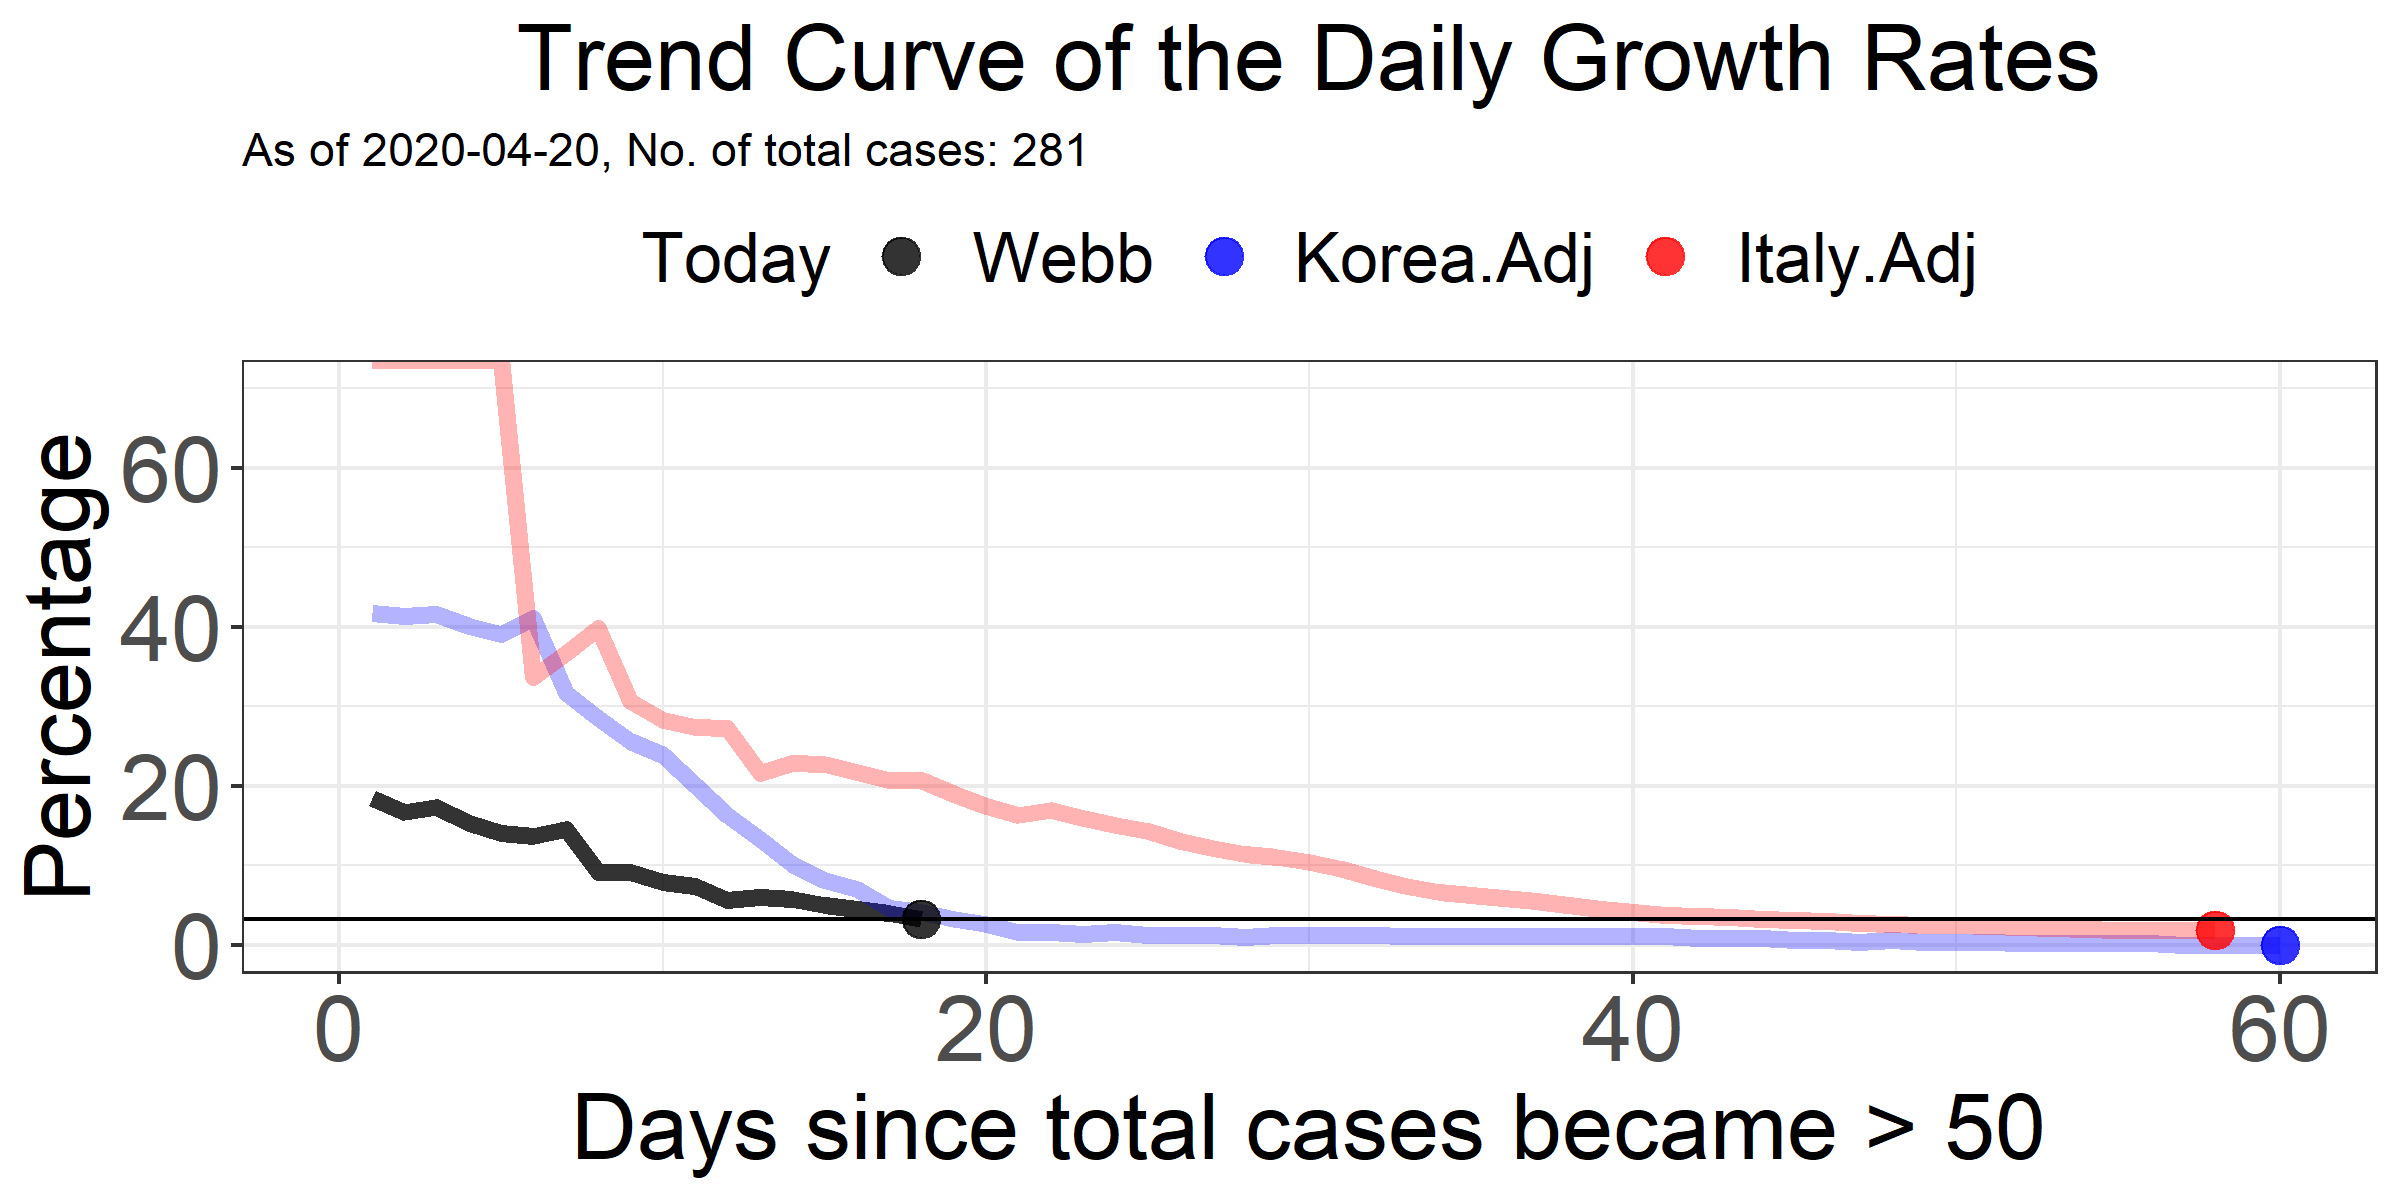 Trend Curve of the Daily Growth Rates
As of 2020-04-20, No. of total cases: 281
Today Webb Korea.Adj Italy.Adj
Percentage
60
40
20
0
0 20 40 60
Days since total cases became > 50